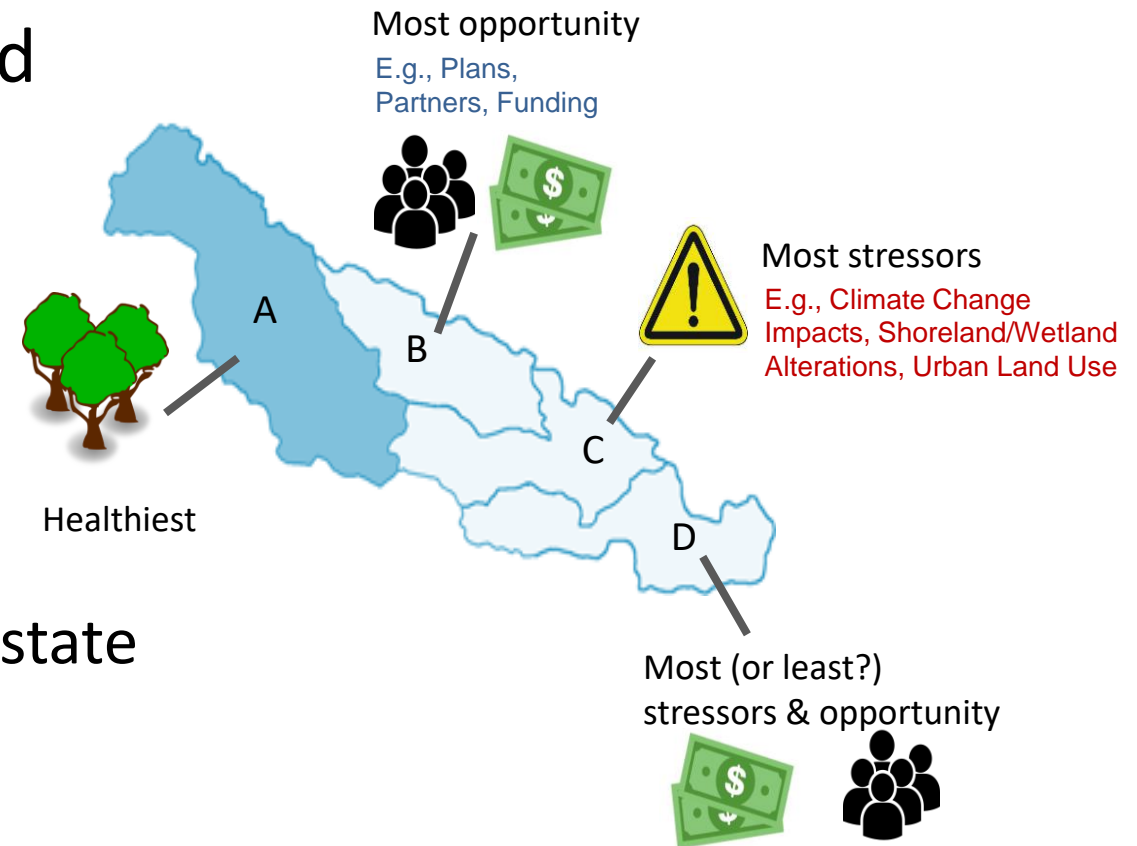 d
Most opportunity
E.g., Plans,
Partners, Funding
$
Most stressors
E.g., Climate Change
Impacts, Shoreland/Wetland
Alterations, Urban Land Use
!
A
B
C
D
Healthiest
state
Most (or least?)
stressors & opportunity
$